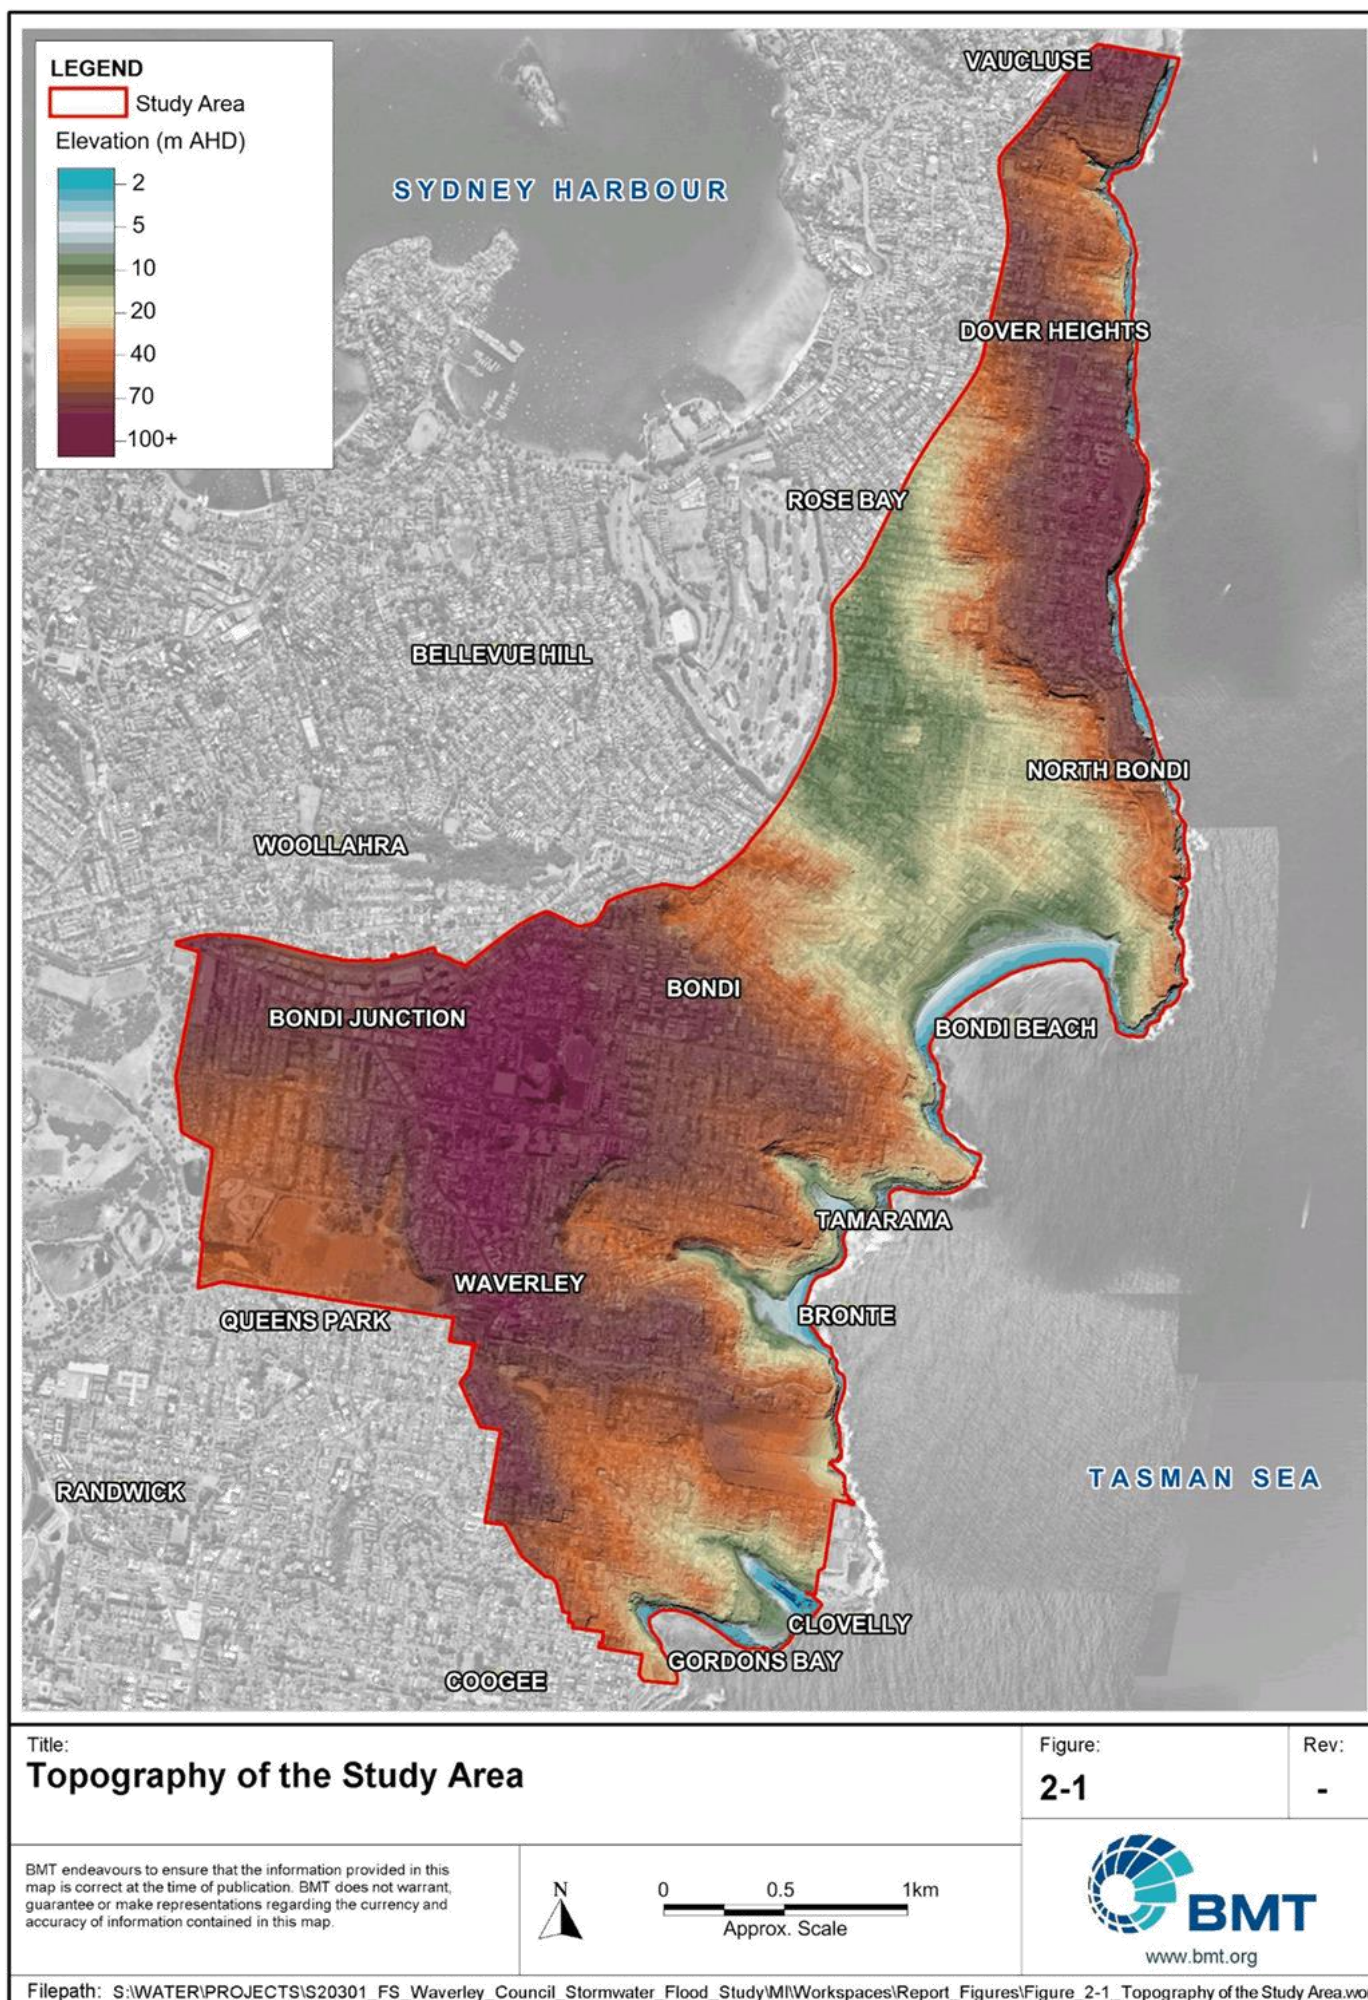 LEGEND
Study Area
Elevation (m AHD)
2
5
10
20
40
70
100+
VAUCLUSE
SYDNEY HARBOUR
DOVER HEIGHTS
ROSE BAY
BELLEVUE HILL
NORTH BONDI
WOOLLAHRA
BONDI
BONDI JUNCTION
BONDI BEACH
TAMARAMA
WAVERLEY
BRONTE
QUEENS PARK
TASMAN SEA
RANDWICK
CLOVELLY
GORDONS BAY
COOGEE
Title:
Topography of the Study Area
Figure:
2-1
Rev:
-
BMT endeavours to ensure that the information provided in this
map is correct at the time of publication. BMT does not warrant,
guarantee or make representations regarding the currency and
accuracy of information contained in this map.
N
0 0.5 1km
Approx. Scale
BMT
www.bmt.org
Filepath: S:\WATER\PROJECTS\S20301_FS_Waverley_Council_Stormwater_Flood_Study\MI\Workspaces\Report_Figures\Figure_2-1_Topography of the Study Area.wo